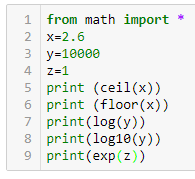 1 from math import *
2 x=2.6
3 y=10000
4 z=1
5 print (ceil(x))
6 print (floor(x))
7 print(log(y))
8 print(log10(y))
9 print(exp(z))